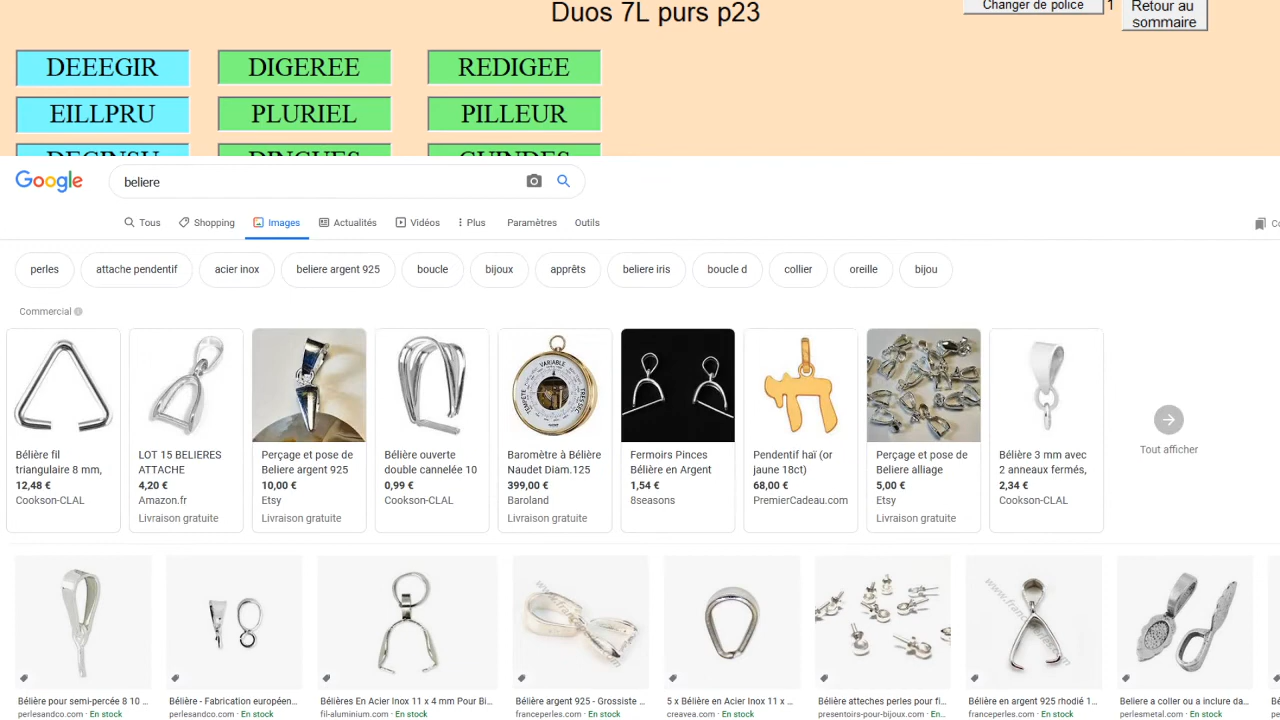 Duos 7L purs p23
Changer de police
1
Retour au
sommaire
DEEEGIR DIGEREE REDIGEE
EILLPRU PLURIEL PILLEUR
DEGINSU DINGUES GUINDES
Google
beliere
Tous Shopping Images Actualités Vidéos Plus Paramètres Outils
perles attache pendentif acier inox beliere argent 925 boucle bijoux apprêts beliere iris boucle d collier oreille bijou
Commercial
Bélière fil
triangulaire 8 mm,
12,48 €
Cookson-CLAL
LOT 15 BELIERES
ATTACHE
4,20 €
Amazon.fr
Livraison gratuite
Perçage et pose de
Beliere argent 925
10,00 €
Etsy
Livraison gratuite
Bélière ouverte
double cannelée 10
0,99 €
Cookson-CLAL
VARIABLE
Baromètre à Bélière
Naudet Diam.125
399,00 €
Baroland
Livraison gratuite
Fermoirs Pinces
Bélière en Argent
1,54 €
8seasons
Pendentif haï (or
jaune 18ct)
68,00 €
PremierCadeau.com
Perçage et pose de
Beliere alliage
5,00 €
Etsy
Livraison gratuite
Bélière 3 mm avec
2 anneaux fermés,
2,34 €
Cookson-CLAL
Tout afficher
Bélière pour semi-percée 8 10 ...
perlesandco.com · En stock
Bélière - Fabrication européen...
perlesandco.com · En stock
Bélières En Acier Inox 11 x 4 mm Pour Bi...
fil-aluminium.com · En stock
Bélière argent 925 - Grossiste ...
franceperles.com · En stock
5 x Bélière en Acier Inox 11 x ...
creavea.com · En stock
Bélière atteches perles pour fi...
presentoirs-pour-bijoux.com · En...
Bélière en argent 925 rhodié 1...
franceperles.com · En stock
Beliere a coller ou a inclure da...
perlesmetal.com · En stock